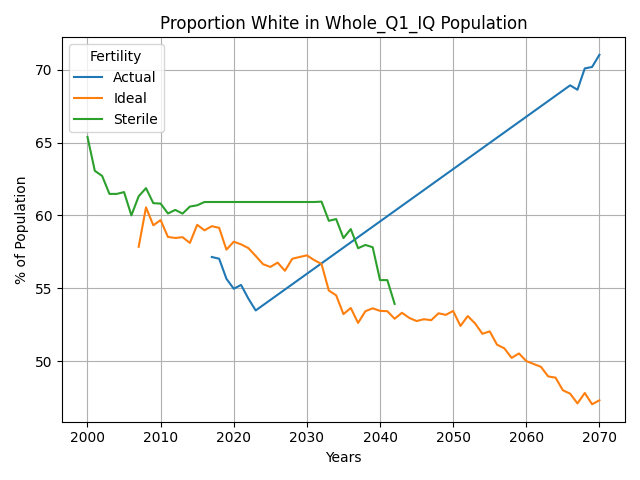 Proportion White in Whole_Q1_IQ Population
Fertility
Actual
Ideal
Sterile
% of Population
70
65
60
55
50
2000
2010
2020
2030
2040
2050
2060
2070
Years